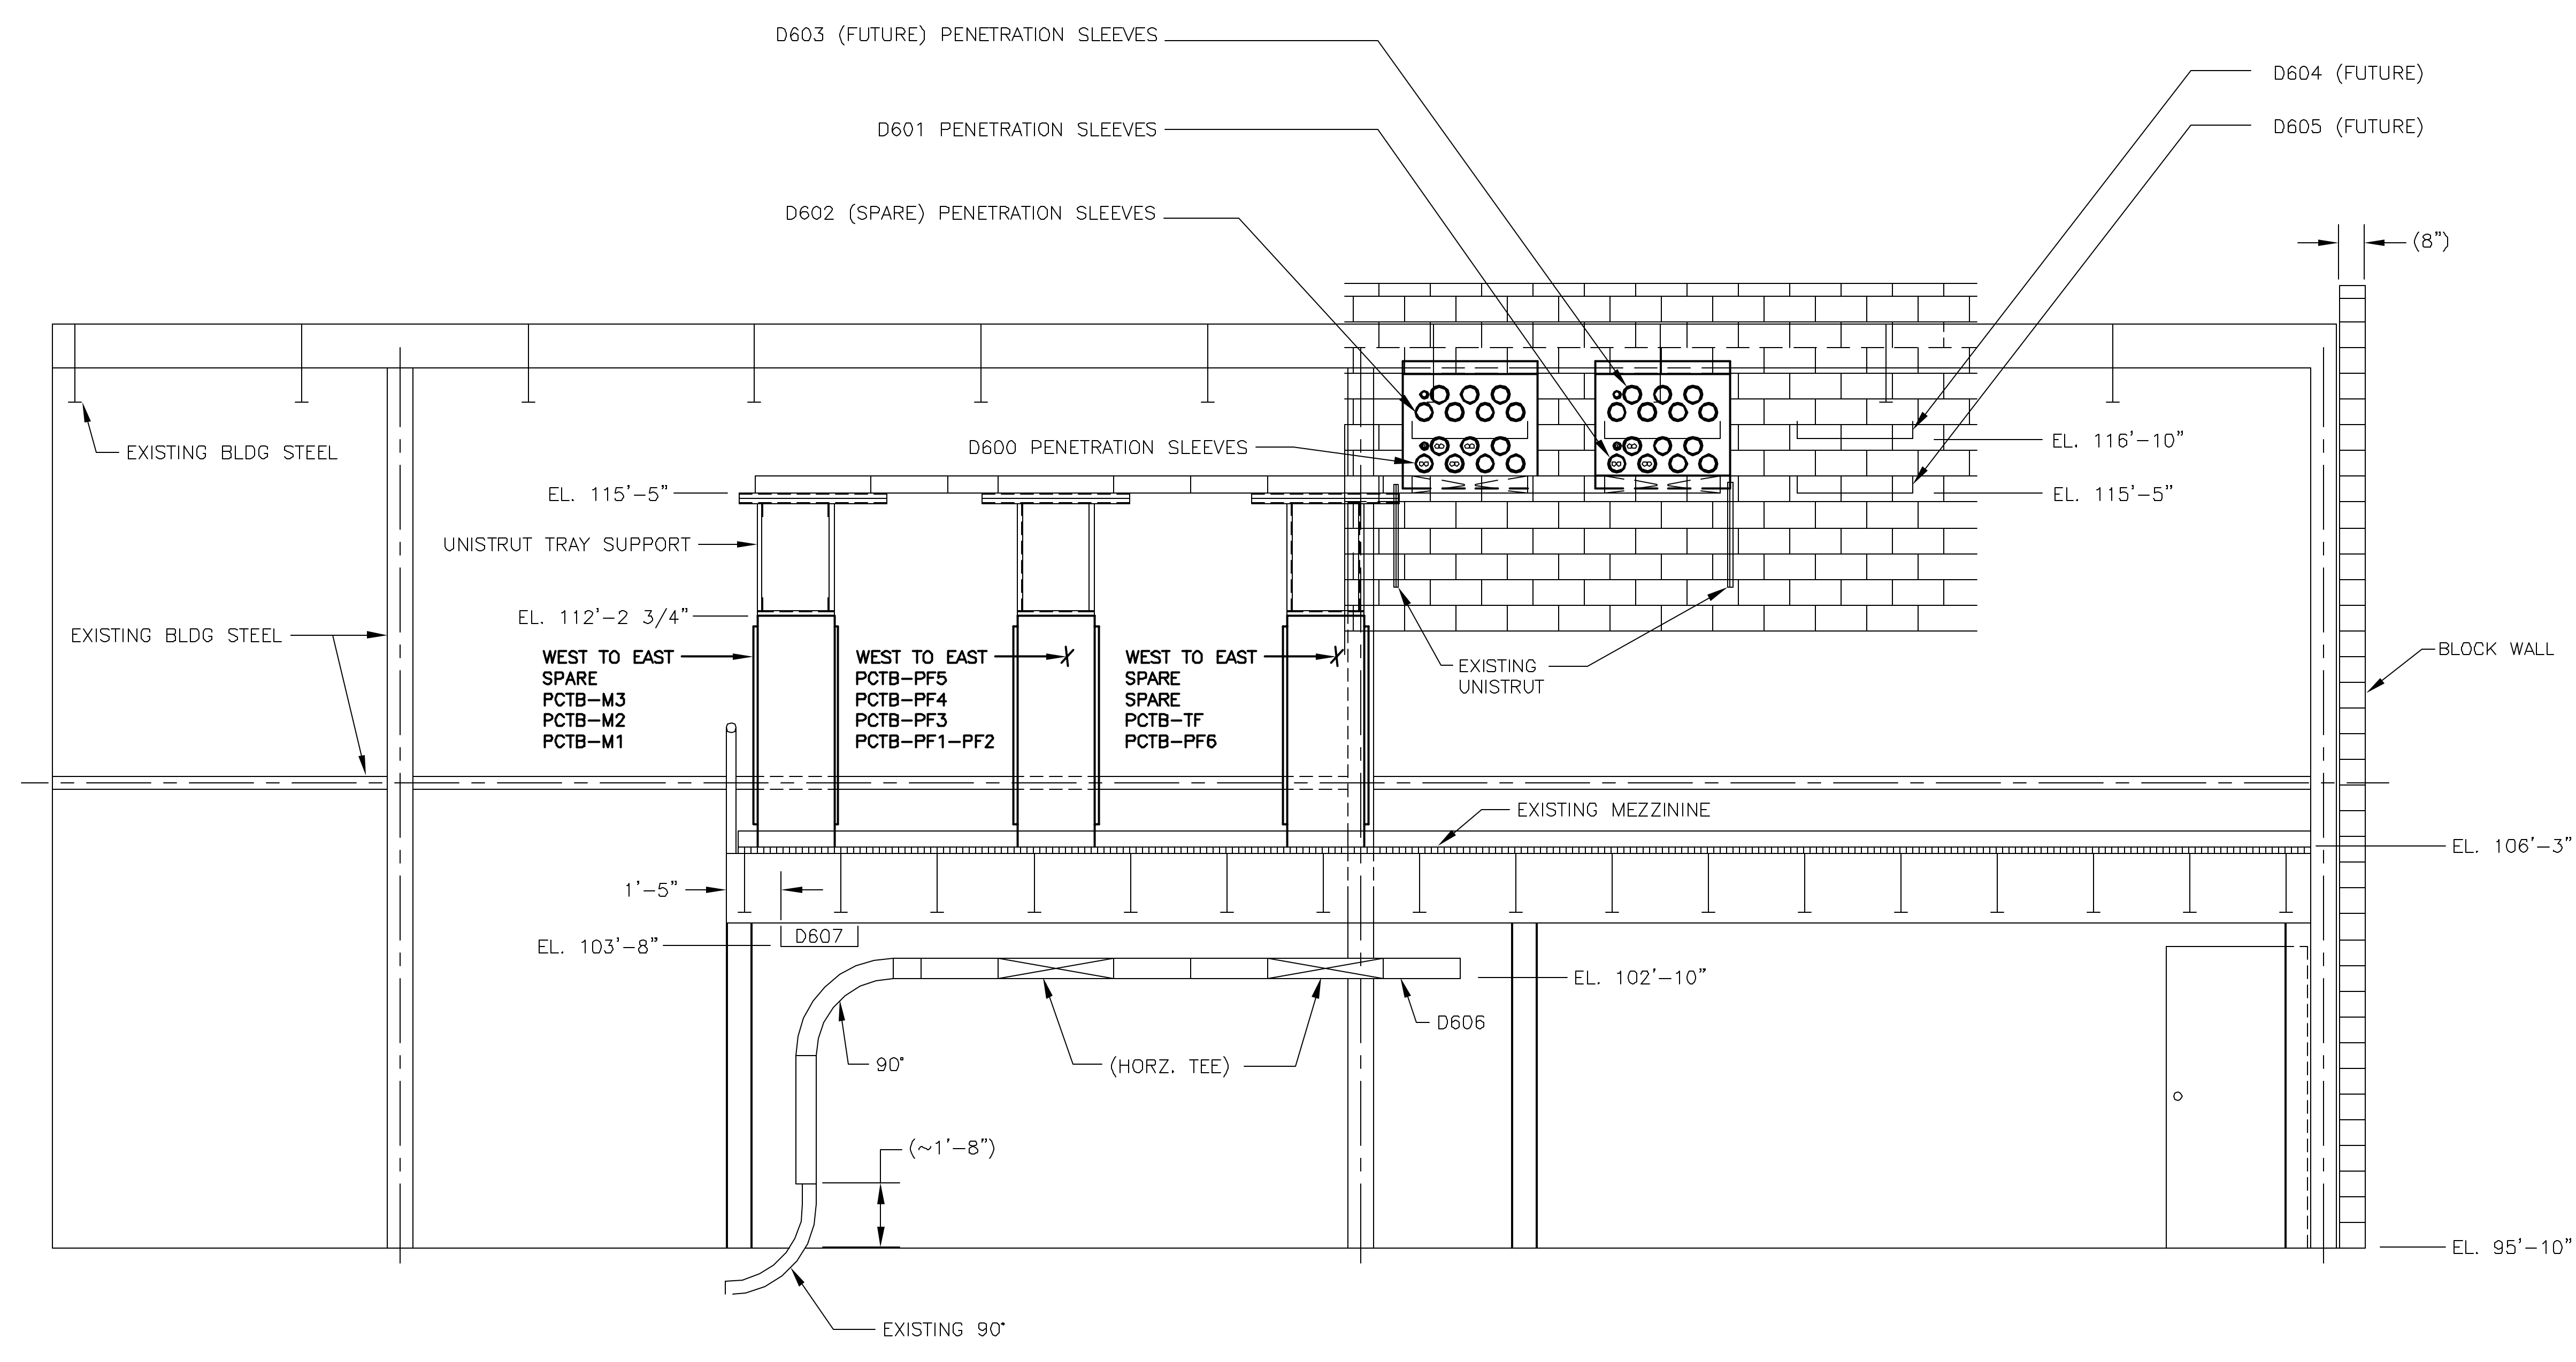 D603 (FUTURE) PENETRATION SLEEVES
D604 (FUTURE)
D601 PENETRATION SLEEVES
D605 (FUTURE)
D602 (SPARE) PENETRATION SLEEVES
(8")
EXISTING BLDG STEEL
D600 PENETRATION SLEEVES
EL. 116'-10"
EL. 115'-5"
EL. 115'-5"
UNISTRUT TRAY SUPPORT
EL. 112'-2 3/4"
EXISTING BLDG STEEL
WEST TO EAST
SPARE
PCTB-M3
PCTB-M2
PCTB-M1
WEST TO EAST
PCTB-PF5
PCTB-PF4
PCTB-PF3
PCTB-PF1-PF2
WEST TO EAST
SPARE
SPARE
PCTB-TF
PCTB-PF6
EXISTING
UNISTRUT
BLOCK WALL
EXISTING MEZZININE
EL. 106'-3"
1'-5"
D607
EL. 103'-8"
EL. 102'-10"
D606
90°
(HORZ. TEE)
(~1'-8")
EL. 95'-10"
EXISTING 90°